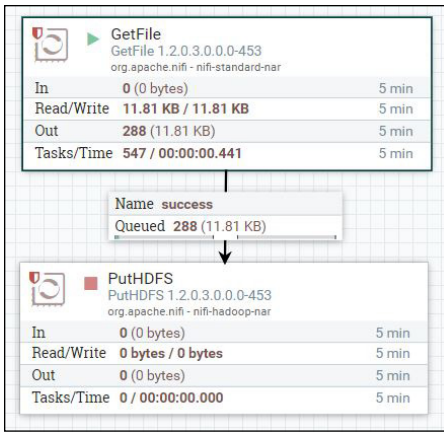 GetFile
GetFile 1.2.0.3.0.0.0-453
org.apache.nifi - nifi-standard-nar
In 0 (0 bytes) 5 min
Read/Write 11.81 KB / 11.81 KB 5 min
Out 288 (11.81 KB) 5 min
Tasks/Time 547 / 00:00:00.441 5 min
Name success
Queued 288 (11.81 KB)
PutHDFS
PutHDFS 1.2.0.3.0.0.0-453
org.apache.nifi - nifi-hadoop-nar
In 0 (0 bytes) 5 min
Read/Write 0 bytes / 0 bytes 5 min
Out 0 (0 bytes) 5 min
Tasks/Time 0 / 00:00:00.000 5 min